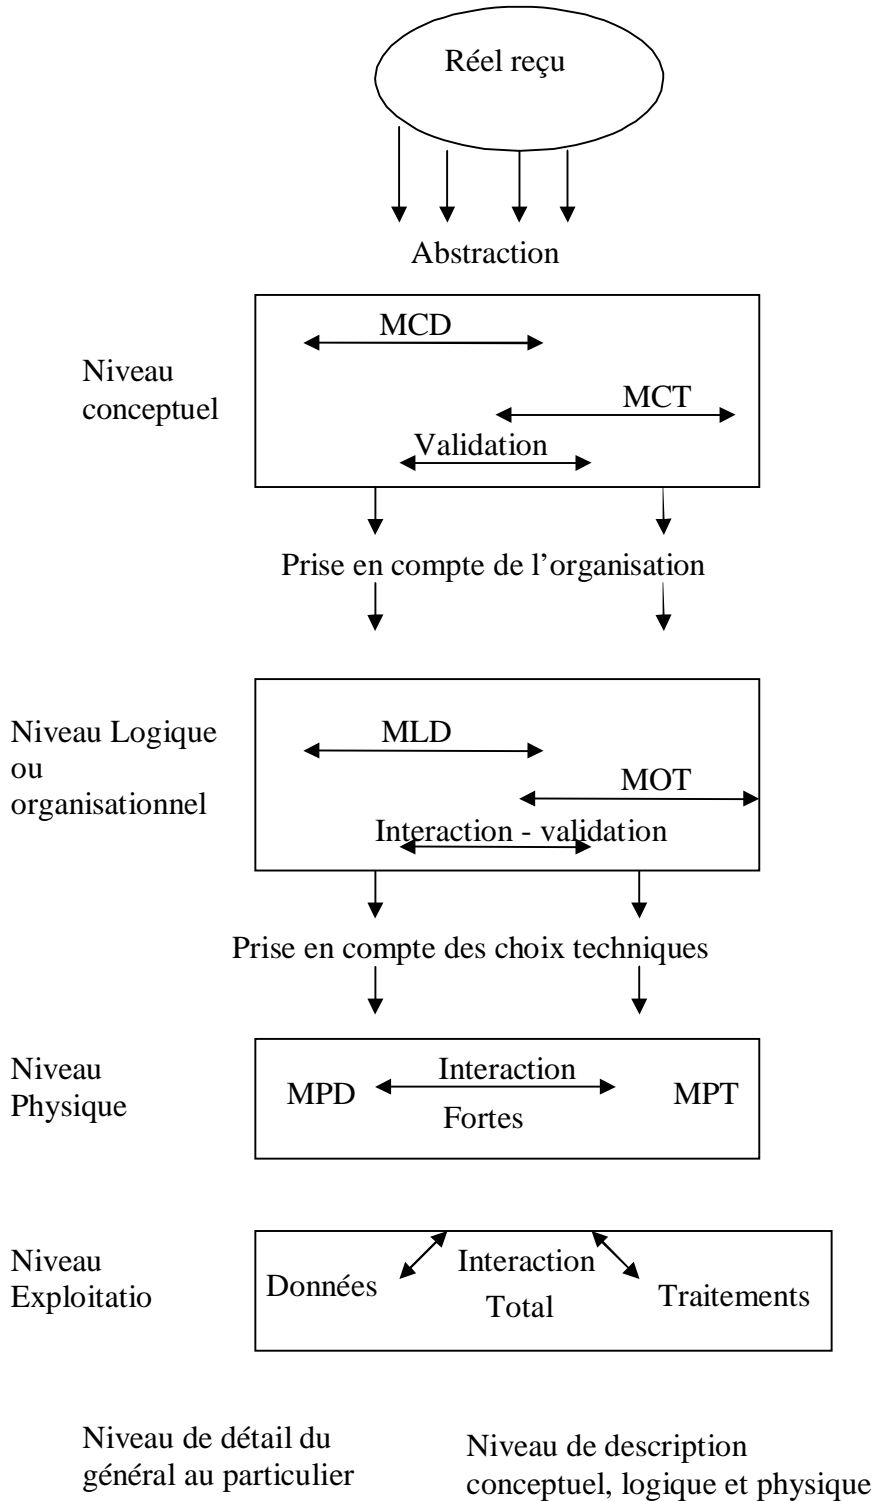 Réel reçu
Abstraction
MCD
Niveau
conceptuel
MCT
Validation
Prise en compte de l’organisation
Niveau Logique
ou
organisationnel
MLD
MOT
Interaction - validation
Prise en compte des choix techniques
Niveau
Physique
MPD
Interaction
Fortes
MPT
Niveau
Exploitatio
Données
Interaction
Total
Traitements
Niveau de détail du
général au particulier
Niveau de description
conceptuel, logique et physique